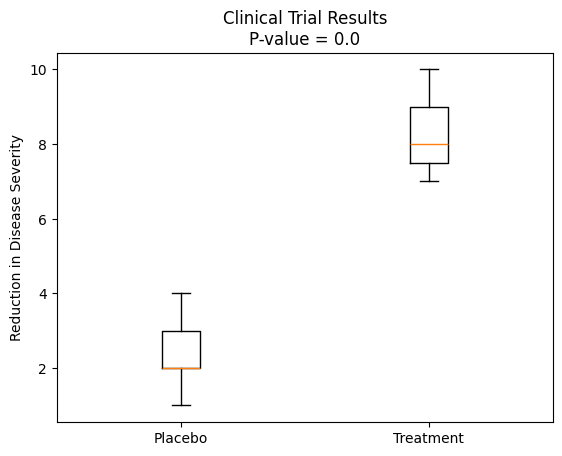 Clinical Trial Results
P-value = 0.0
Reduction in Disease Severity
10
8
6
4
2
Placebo
Treatment